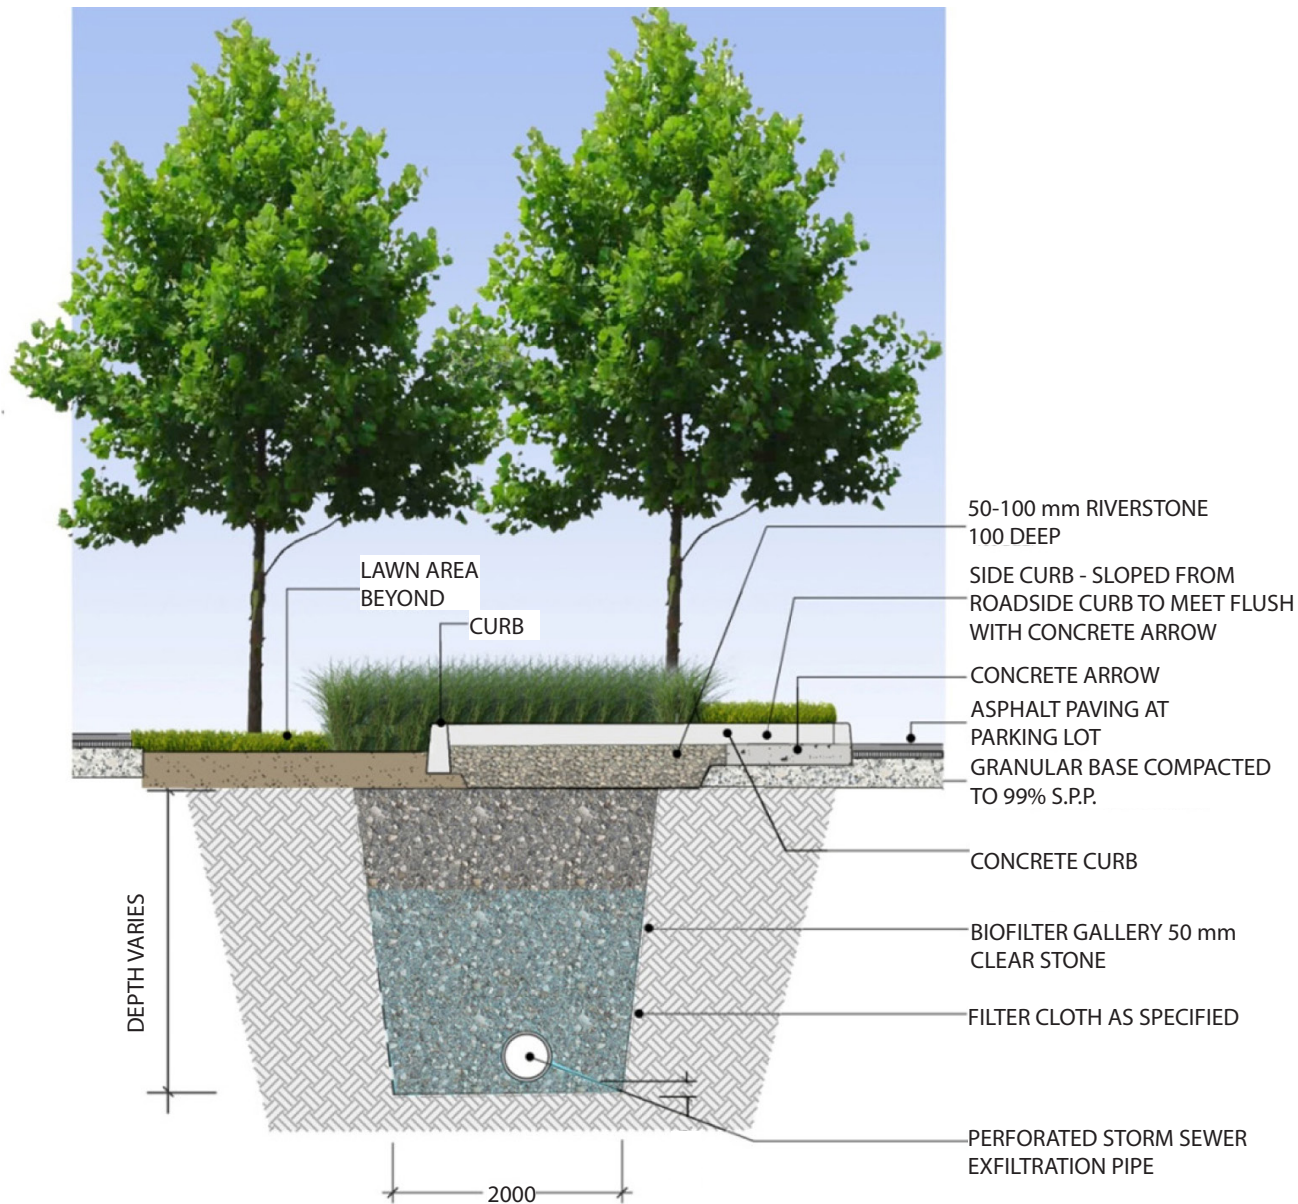 50-100 mm RIVERSTONE
100 DEEP
LAWN AREA
BEYOND
SIDE CURB - SLOPED FROM
ROADSIDE CURB TO MEET FLUSH
WITH CONCRETE ARROW
CURB
CONCRETE ARROW
ASPHALT PAVING AT
PARKING LOT
GRANULAR BASE COMPACTED
TO 99% S.P.P.
CONCRETE CURB
DEPTH VARIES
BIOFILTER GALLERY 50 mm
CLEAR STONE
FILTER CLOTH AS SPECIFIED
PERFORATED STORM SEWER
EXFILTRATION PIPE
2000